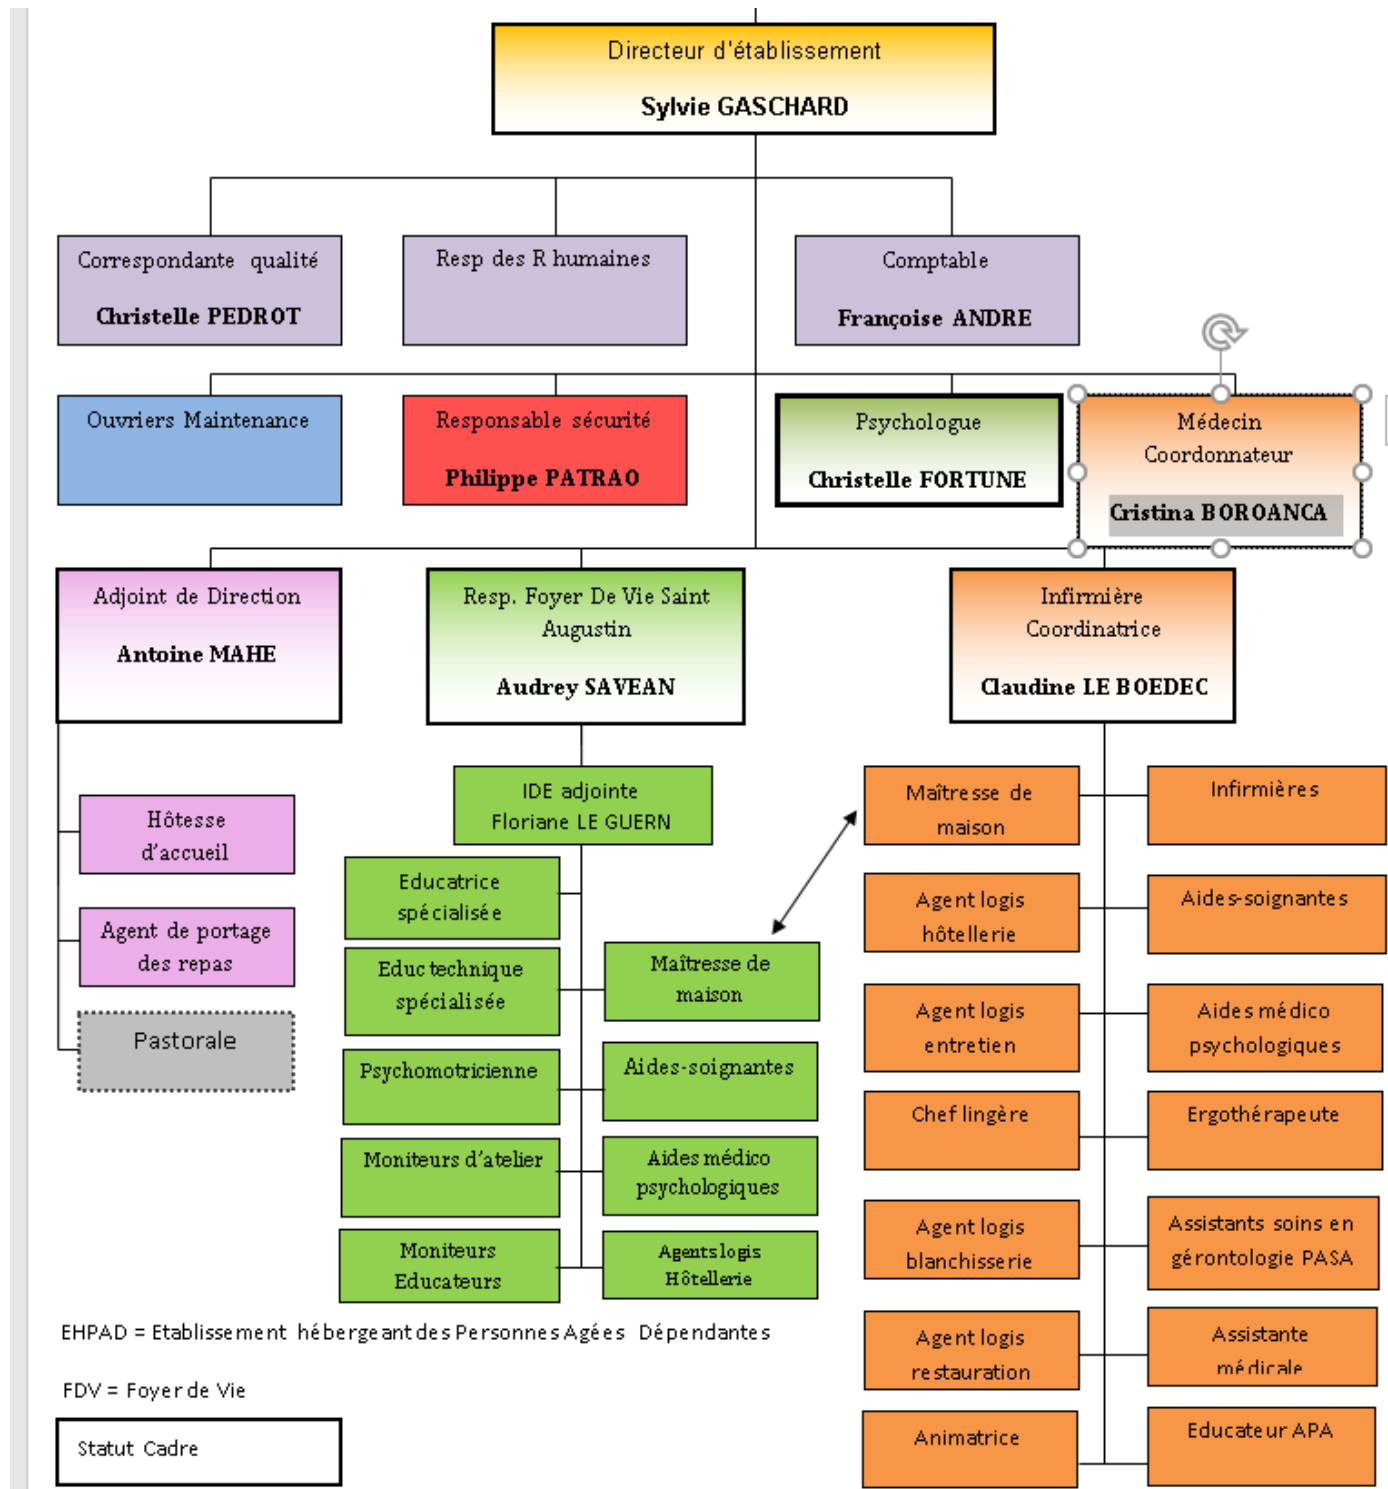 Directeur d'établissement
Sylvie GASCHARD
Correspondante qualité
Christelle PEDROT
Resp des R humaines
Comptable
Françoise ANDRE
Ouvriers Maintenance
Responsable sécurité
Philippe PATRAO
Psychologue
Christelle FORTUNE
Médecin
Coordonnateur
Cristina BOROANCA
Adjoint de Direction
Antoine MAHE
Resp. Foyer De Vie Saint
Augustin
Audrey SAVEAN
Infirmière
Coordinatrice
Claudine LE BOEDEC
Hôtesse
d'accueil
Agent de portage
des repas
Pastorale
IDE adjointe
Floriane LE GUERN
Educatrice
spécialisée
Educ technique
spécialisée
Psychomotricienne
Moniteurs d'atelier
Moniteurs
Educateurs
Maîtresse de
maison
Aides-soignantes
Aides médico
psychologiques
Agents logis
Hôtellerie
Maîtresse de
maison
Agent logis
hôtellerie
Agent logis
entretien
Chef lingère
Agent logis
blanchisserie
Agent logis
restauration
Animatrice
Infirmières
Aides-soignantes
Aides médico
psychologiques
Ergothérapeute
Assistants soins en
gérontologie PASA
Assistante
médicale
Educateur APA
EHPAD = Etablissement hébergeant des Personnes Agées Dépendantes
FDV = Foyer de Vie
Statut Cadre